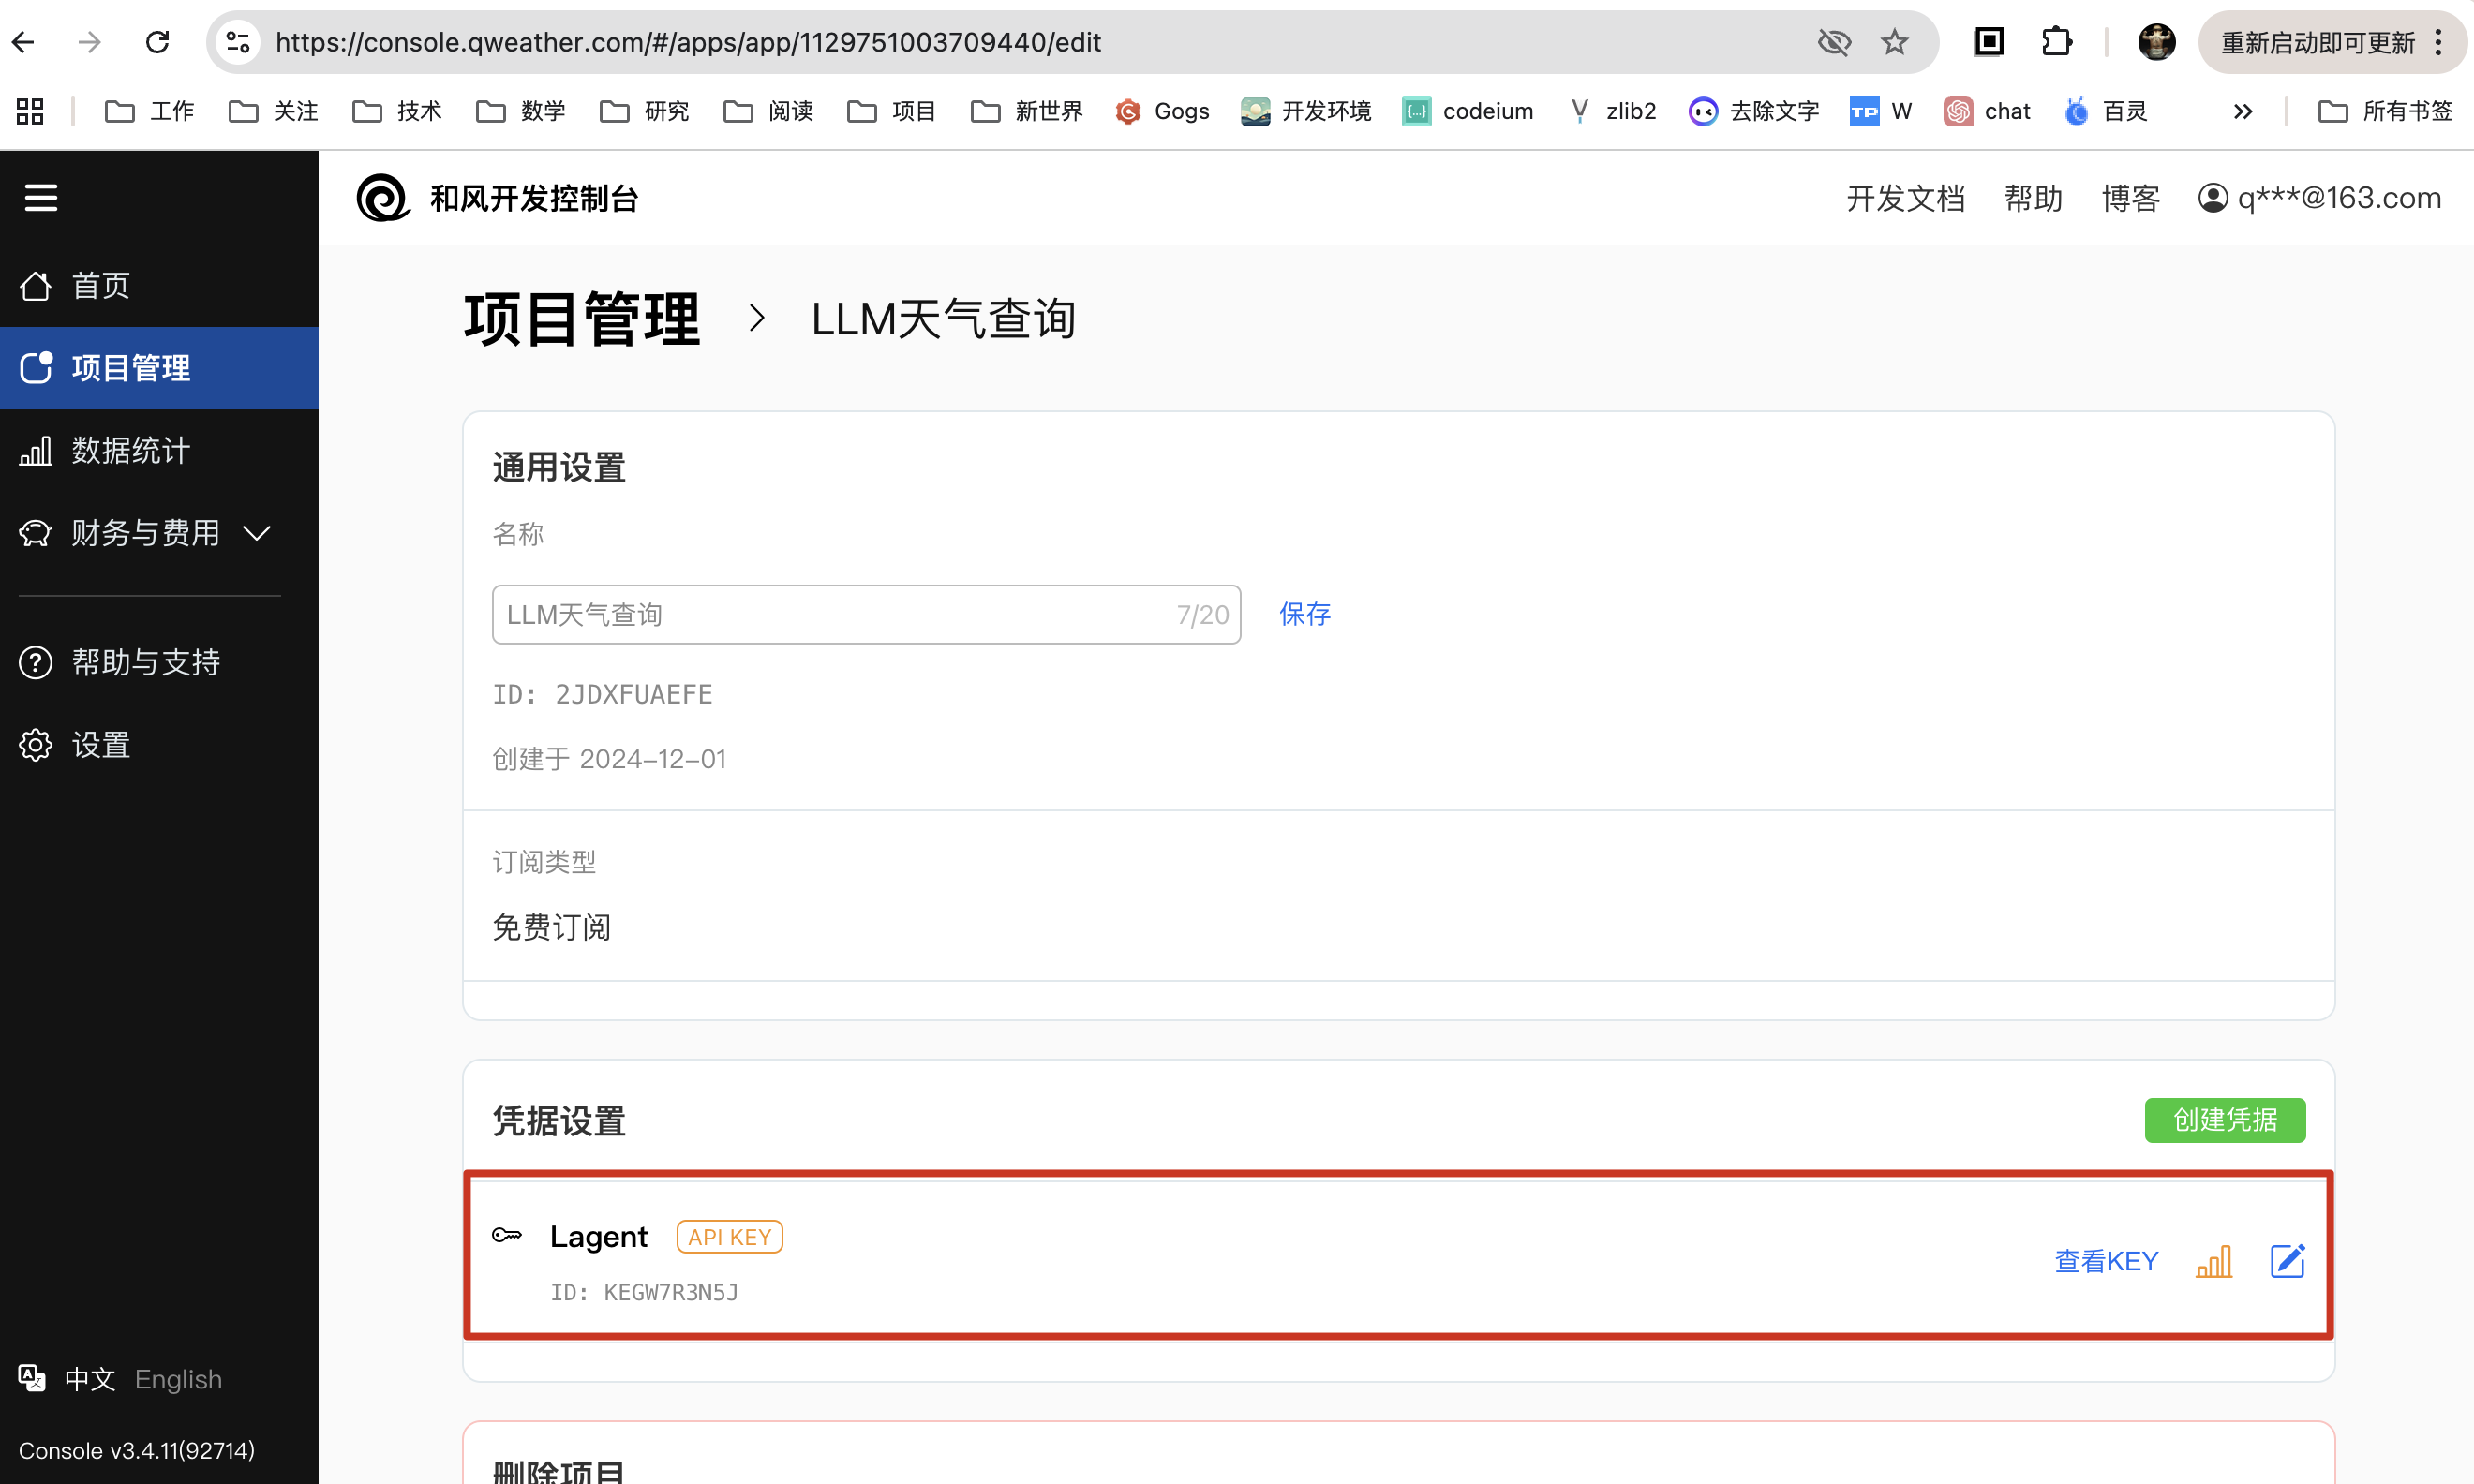 https://console.qweather.com/#/apps/app/1129751003709440/edit
重新启动即可更新
工作 关注 技术 数学 研究 阅读 项目 新世界 Gogs 开发环境 codeium zlib2 去除文字 W chat 百灵 » 所有书签
和风开发控制台
开发文档 帮助 博客 q***@163.com
首页
项目管理
数据统计
财务与费用
帮助与支持
设置
中文 English
Console v3.4.11(92714)
项目管理 > LLM天气查询
通用设置
名称
LLM天气查询 7/20 保存
ID: 2JDXFUAEFE
创建于 2024-12-01
订阅类型
免费订阅
凭据设置 创建凭据
Lagent API KEY
ID: KEGW7R3N5J
查看KEY
删除项目